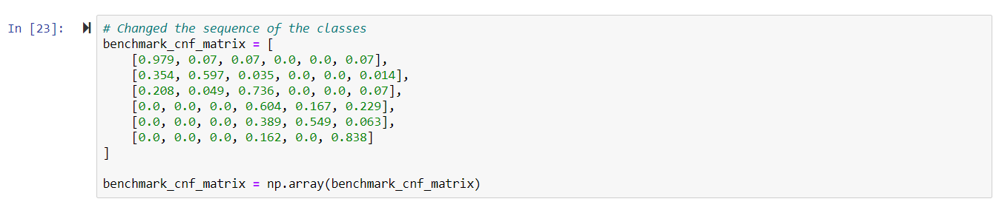 In [23]:
# Changed the sequence of the classes
benchmark_cnf_matrix = [
    [0.979, 0.07, 0.07, 0.0, 0.0, 0.07],
    [0.354, 0.597, 0.035, 0.0, 0.0, 0.014],
    [0.208, 0.049, 0.736, 0.0, 0.0, 0.07],
    [0.0, 0.0, 0.0, 0.604, 0.167, 0.229],
    [0.0, 0.0, 0.0, 0.389, 0.549, 0.063],
    [0.0, 0.0, 0.0, 0.162, 0.0, 0.838]
]
benchmark_cnf_matrix = np.array(benchmark_cnf_matrix)